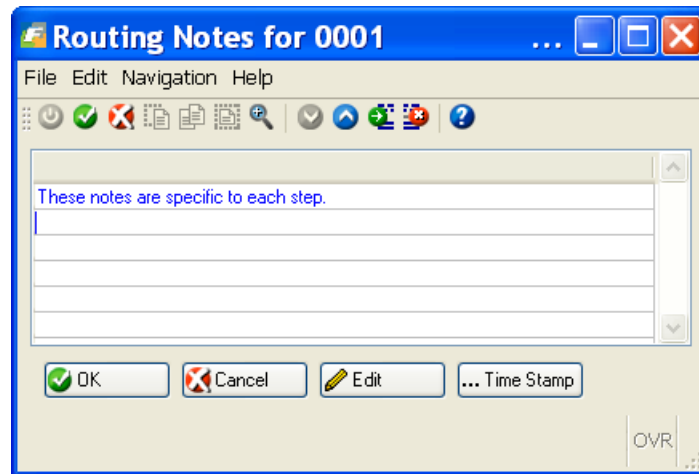 Routing Notes for 0001 ...
File Edit Navigation Help
These notes are specific to each step.
OK Cancel Edit ... Time Stamp
OVR